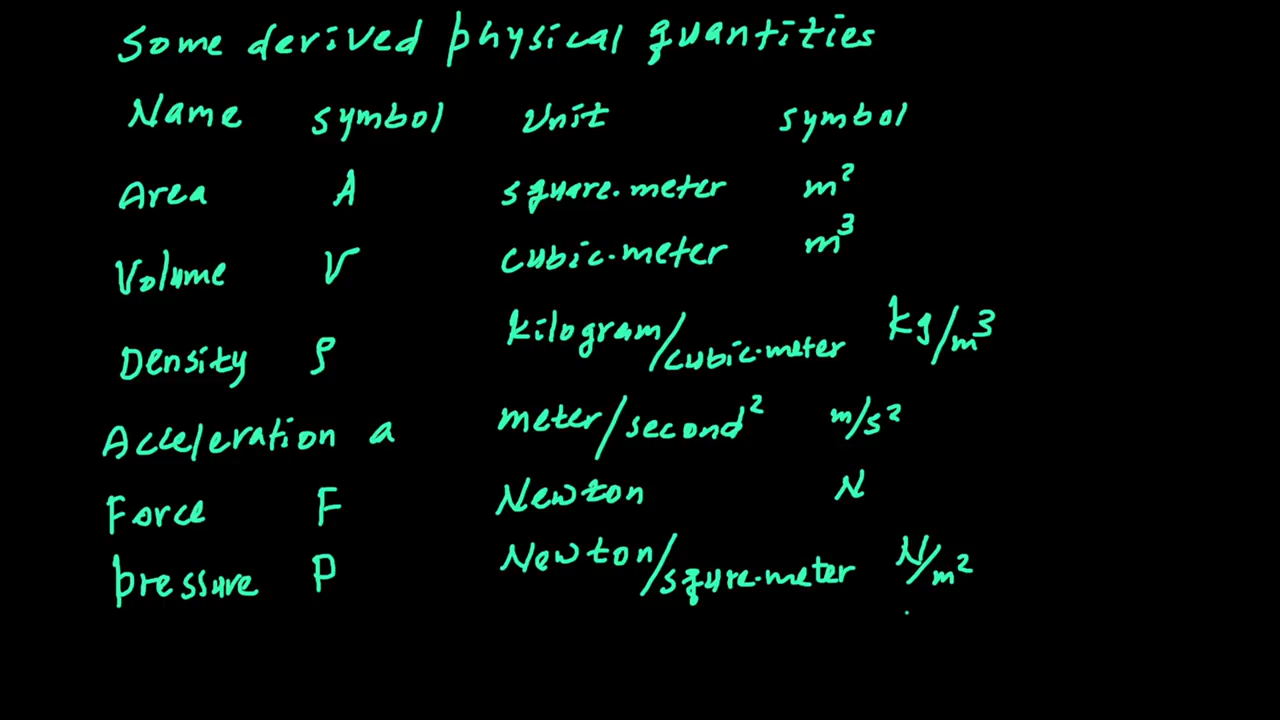 Some derived physical quantities
Name symbol Unit symbol
Area A square.meter m²
Volume V cubic.meter m³
Density ρ kilogram/cubic.meter kg/m³
Acceleration a meter/second² m/s²
Force F Newton N
pressure P Newton/squre.meter N/m²